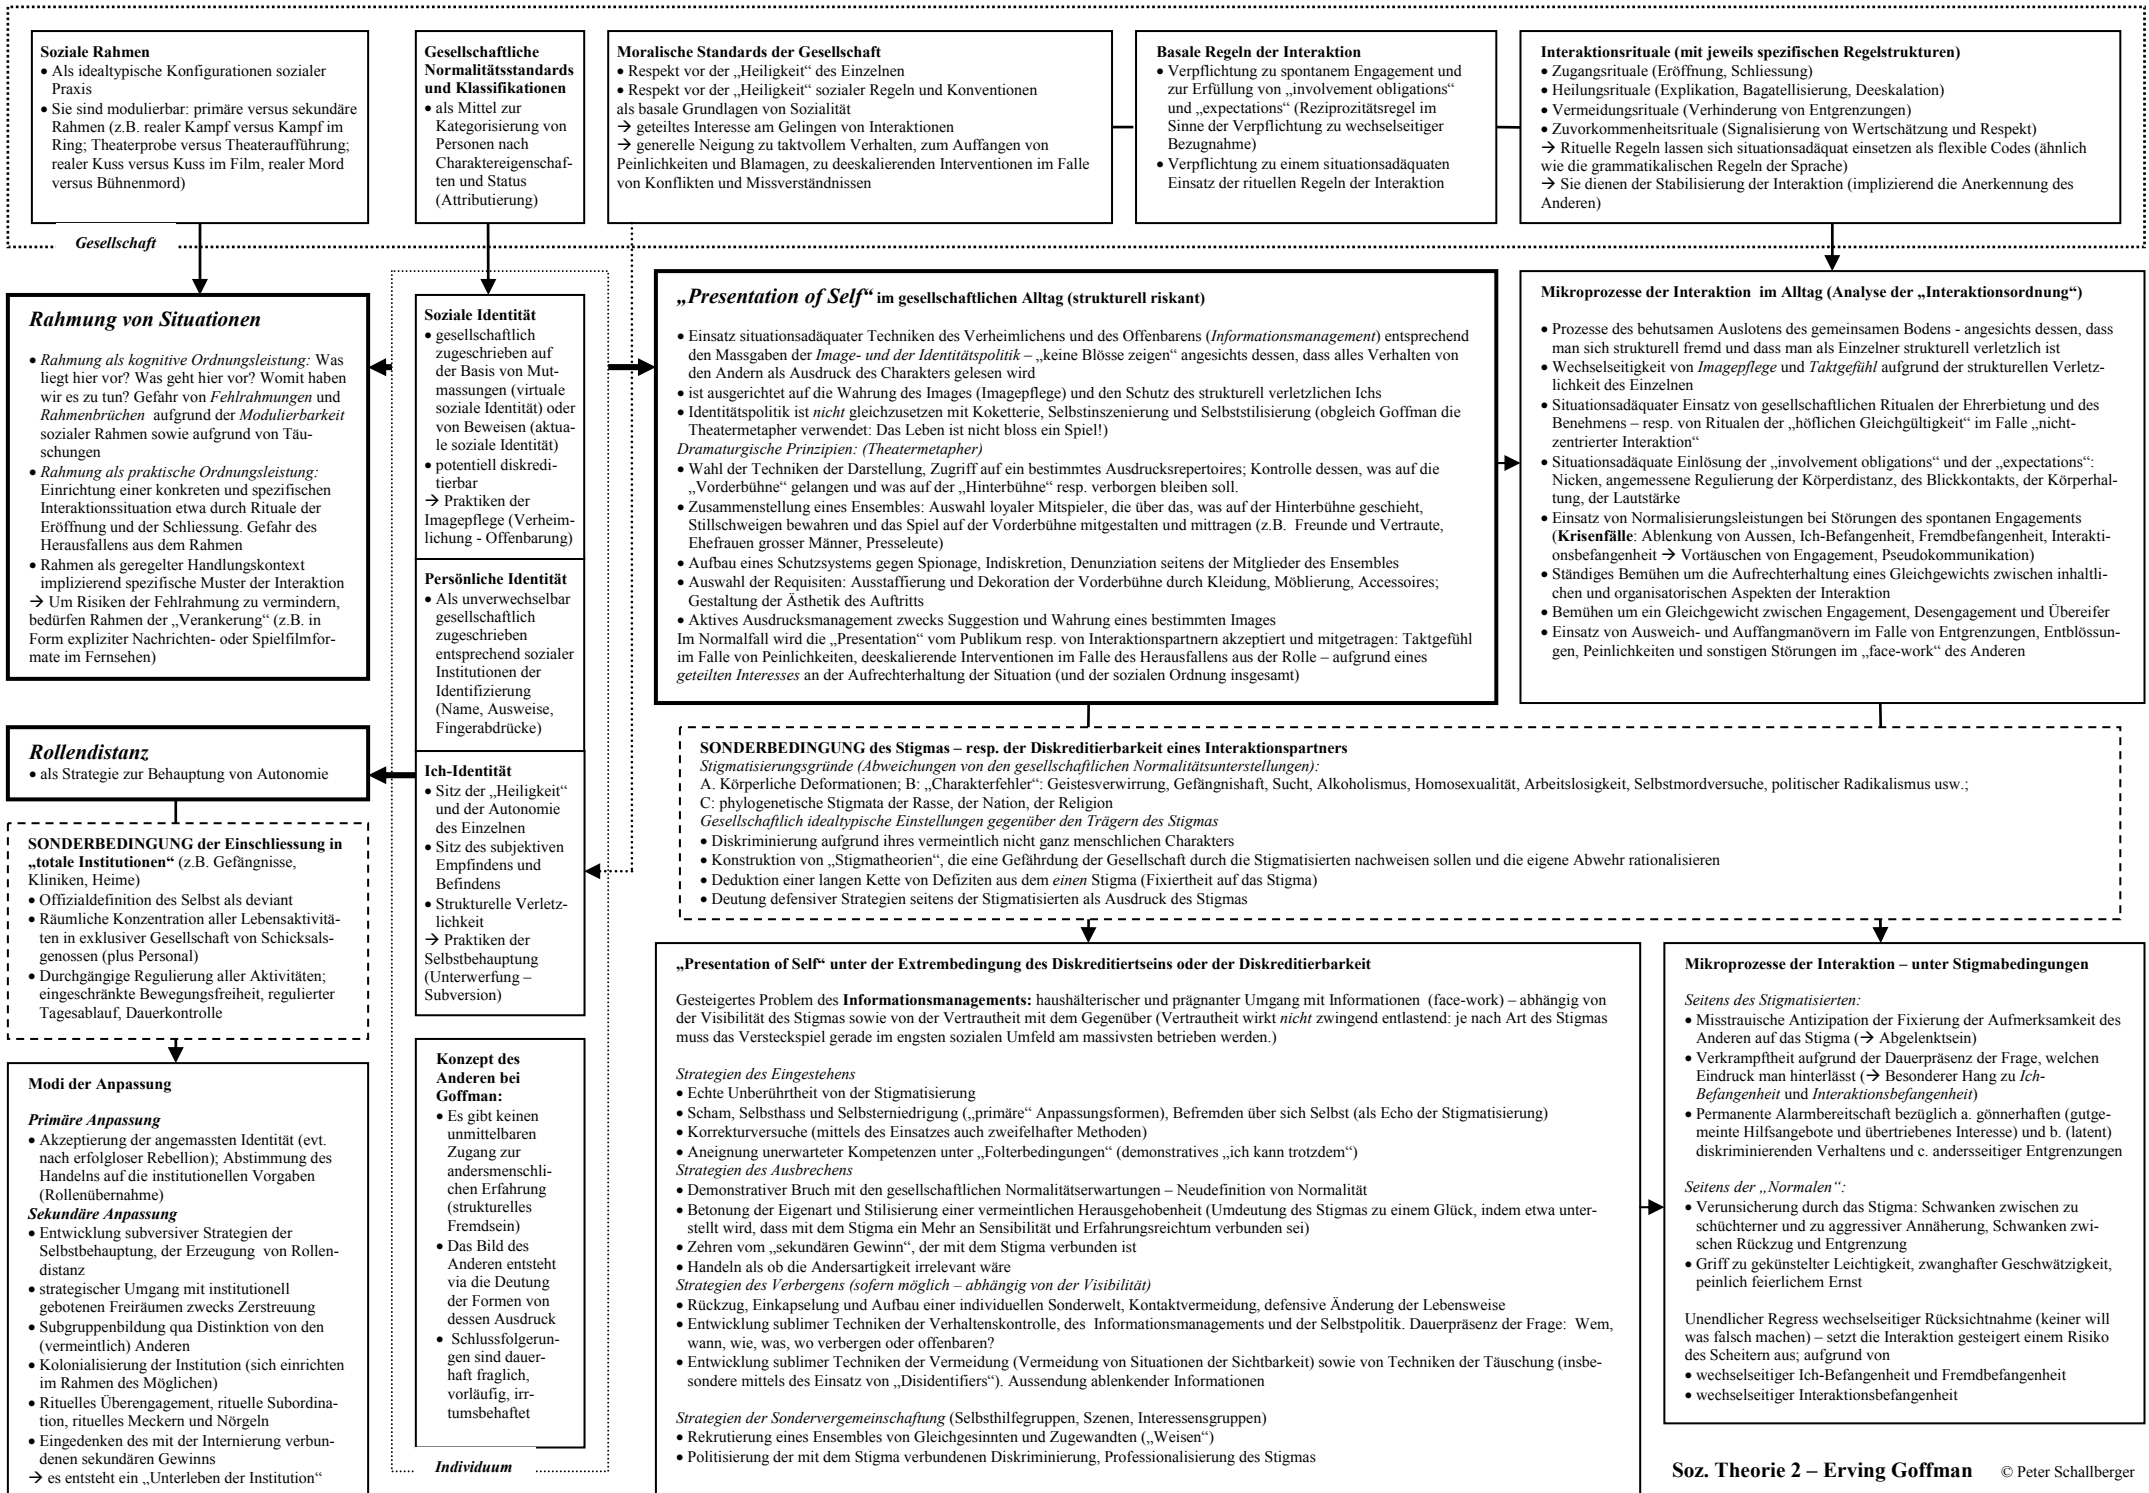 Soziale Rahmen
• Als idealtypische Konfigurationen sozialer
Praxis
• Sie sind modulierbar: primäre versus sekundäre
Rahmen (z.B. realer Kampf versus Kampf im
Ring; Theaterprobe versus Theateraufführung;
realer Kuss versus Kuss im Film, realer Mord
versus Bühnenmord)
Gesellschaftliche
Normalitätsstandards
und Klassifikationen
• als Mittel zur
Kategorisierung von
Personen nach
Charaktereigenschaf-
ten und Status
(Attributierung)
Moralische Standards der Gesellschaft
• Respekt vor der „Heiligkeit“ des Einzelnen
• Respekt vor der „Heiligkeit“ sozialer Regeln und Konventionen
als basale Grundlagen von Sozialität
→ geteiltes Interesse am Gelingen von Interaktionen
→ generelle Neigung zu taktvollem Verhalten, zum Auffangen von
Peinlichkeiten und Blamagen, zu deeskalierenden Interventionen im Falle
von Konflikten und Missverständnissen
Basale Regeln der Interaktion
• Verpflichtung zu spontanem Engagement und
zur Erfüllung von „involvement obligations“
und „expectations“ (Reziprozitätsregel im
Sinne der Verpflichtung zu wechselseitiger
Bezugnahme)
• Verpflichtung zu einem situationsadäquaten
Einsatz der rituellen Regeln der Interaktion
Interaktionsrituale (mit jeweils spezifischen Regelstrukturen)
• Zugangsrituale (Eröffnung, Schliessung)
• Heilungsrituale (Explikation, Bagatellisierung, Deeskalation)
• Vermeidungsrituale (Verhinderung von Entgrenzungen)
• Zuvorkommenheitsrituale (Signalisierung von Wertschätzung und Respekt)
→ Rituelle Regeln lassen sich situationsadäquat einsetzen als flexible Codes (ähnlich
wie die grammatikalischen Regeln der Sprache)
→ Sie dienen der Stabilisierung der Interaktion (implizierend die Anerkennung des
Anderen)
Gesellschaft
Rahmung von Situationen
• Rahmung als kognitive Ordnungsleistung: Was
liegt hier vor? Was geht hier vor? Womit haben
wir es zu tun? Gefahr von Fehlrahmungen und
Rahmenbrüchen aufgrund der Modulierbarkeit
sozialer Rahmen sowie aufgrund von Täu-
schungen
• Rahmung als praktische Ordnungsleistung:
Einrichtung einer konkreten und spezifischen
Interaktionssituation etwa durch Rituale der
Eröffnung und der Schliessung. Gefahr des
Herausfallens aus dem Rahmen
• Rahmen als geregelter Handlungskontext
implizierend spezifische Muster der Interaktion
→ Um Risiken der Fehlrahmung zu vermindern,
bedürfen Rahmen der „Verankerung“ (z.B. in
Form expliziter Nachrichten- oder Spielfilmfor-
mate im Fernsehen)
Soziale Identität
• gesellschaftlich
zugeschrieben auf
der Basis von Mut-
massungen (virtuale
soziale Identität) oder
von Beweisen (aktua-
le soziale Identität)
• potentiell diskredi-
tierbar
→ Praktiken der
Imagepflege (Verheim-
lichung - Offenbarung)
Persönliche Identität
• Als unverwechselbar
gesellschaftlich
zugeschrieben
entsprechend sozialer
Institutionen der
Identifizierung
(Name, Ausweise,
Fingerabdrücke)
Ich-Identität
• Sitz der „Heiligkeit“
und der Autonomie
des Einzelnen
• Sitz des subjektiven
Empfindens und
Befindens
• Strukturelle Verletz-
lichkeit
→ Praktiken der
Selbstbehauptung
(Unterwerfung –
Subversion)
„Presentation of Self“ im gesellschaftlichen Alltag (strukturell riskant)
• Einsatz situationsadäquater Techniken des Verheimlichens und des Offenbarens (Informationsmanagement) entsprechend
den Massgaben der Image- und der Identitätspolitik – „keine Blösse zeigen“ angesichts dessen, dass alles Verhalten von
den Andern als Ausdruck des Charakters gelesen wird
• ist ausgerichtet auf die Wahrung des Images (Imagepflege) und den Schutz des strukturell verletzlichen Ichs
• Identitätspolitik ist nicht gleichzusetzen mit Koketterie, Selbstinszenierung und Selbststilisierung (obgleich Goffman die
Theatermetapher verwendet: Das Leben ist nicht bloss ein Spiel!)
Dramaturgische Prinzipien: (Theatermetapher)
• Wahl der Techniken der Darstellung, Zugriff auf ein bestimmtes Ausdrucksrepertoires; Kontrolle dessen, was auf die
„Vorderbühne“ gelangen und was auf der „Hinterbühne“ resp. verborgen bleiben soll.
• Zusammenstellung eines Ensembles: Auswahl loyaler Mitspieler, die über das, was auf der Hinterbühne geschieht,
Stillschweigen bewahren und das Spiel auf der Vorderbühne mitgestalten und mittragen (z.B. Freunde und Vertraute,
Ehefrauen grosser Männer, Presseleute)
• Aufbau eines Schutzsystems gegen Spionage, Indiskretion, Denunziation seitens der Mitglieder des Ensembles
• Auswahl der Requisiten: Ausstaffierung und Dekoration der Vorderbühne durch Kleidung, Möblierung, Accessoires;
Gestaltung der Ästhetik des Auftritts
• Aktives Ausdrucksmanagement zwecks Suggestion und Wahrung eines bestimmten Images
Im Normalfall wird die „Presentation“ vom Publikum resp. von Interaktionspartnern akzeptiert und mitgetragen: Taktgefühl
im Falle von Peinlichkeiten, deeskalierende Interventionen im Falle des Herausfallens aus der Rolle – aufgrund eines
geteilten Interesses an der Aufrechterhaltung der Situation (und der sozialen Ordnung insgesamt)
Mikroprozesse der Interaktion im Alltag (Analyse der „Interaktionsordnung“)
• Prozesse des behutsamen Auslotens des gemeinsamen Bodens - angesichts dessen, dass
man sich strukturell fremd und dass man als Einzelner strukturell verletzlich ist
• Wechselseitigkeit von Imagepflege und Taktgefühl aufgrund der strukturellen Verletz-
lichkeit des Einzelnen
• Situationsadäquater Einsatz von gesellschaftlichen Ritualen der Ehrerbietung und des
Benehmens – resp. von Ritualen der „höflichen Gleichgültigkeit“ im Falle „nicht-
zentrierter Interaktion“
• Situationsadäquate Einlösung der „involvement obligations“ und der „expectations“:
Nicken, angemessene Regulierung der Körperdistanz, des Blickkontakts, der Körperhal-
tung, der Lautstärke
• Einsatz von Normalisierungsleistungen bei Störungen des spontanen Engagements
(Krisenfälle: Ablenkung von Aussen, Ich-Befangenheit, Fremdbefangenheit, Interakti-
onsbefangenheit → Vortäuschen von Engagement, Pseudokommunikation)
• Ständiges Bemühen um die Aufrechterhaltung eines Gleichgewichts zwischen inhaltli-
chen und organisatorischen Aspekten der Interaktion
• Bemühen um ein Gleichgewicht zwischen Engagement, Desengagement und Übereifer
• Einsatz von Ausweich- und Auffangmanövern im Falle von Entgrenzungen, Entblössun-
gen, Peinlichkeiten und sonstigen Störungen im „face-work“ des Anderen
Rollendistanz
• als Strategie zur Behauptung von Autonomie
SONDERBEDINGUNG der Einschliessung in
„totale Institutionen“ (z.B. Gefängnisse,
Kliniken, Heime)
• Offizialdefinition des Selbst als deviant
• Räumliche Konzentration aller Lebensaktivitä-
ten in exklusiver Gesellschaft von Schicksals-
genossen (plus Personal)
• Durchgängige Regulierung aller Aktivitäten;
eingeschränkte Bewegungsfreiheit, regulierter
Tagesablauf, Dauerkontrolle
SONDERBEDINGUNG des Stigmas – resp. der Diskreditierbarkeit eines Interaktionspartners
Stigmatisierungsgründe (Abweichungen von den gesellschaftlichen Normalitätsunterstellungen):
A. Körperliche Deformationen; B: „Charakterfehler“: Geistesverwirrung, Gefängnishaft, Sucht, Alkoholismus, Homosexualität, Arbeitslosigkeit, Selbstmordversuche, politischer Radikalismus usw.;
C: phylogenetische Stigmata der Rasse, der Nation, der Religion
Gesellschaftlich idealtypische Einstellungen gegenüber den Trägern des Stigmas
• Diskriminierung aufgrund ihres vermeintlich nicht ganz menschlichen Charakters
• Konstruktion von „Stigmatheorien“, die eine Gefährdung der Gesellschaft durch die Stigmatisierten nachweisen sollen und die eigene Abwehr rationalisieren
• Deduktion einer langen Kette von Defiziten aus dem einen Stigma (Fixiertheit auf das Stigma)
• Deutung defensiver Strategien seitens der Stigmatisierten als Ausdruck des Stigmas
Modi der Anpassung
Primäre Anpassung
• Akzeptierung der angemassten Identität (evt.
nach erfolgloser Rebellion); Abstimmung des
Handelns auf die institutionellen Vorgaben
(Rollenübernahme)
Sekundäre Anpassung
• Entwicklung subversiver Strategien der
Selbstbehauptung, der Erzeugung von Rollen-
distanz
• strategischer Umgang mit institutionell
gebotenen Freiräumen zwecks Zerstreuung
• Subgruppenbildung qua Distinktion von den
(vermeintlich) Anderen
• Kolonialisierung der Institution (sich einrichten
im Rahmen des Möglichen)
• Rituelles Überengagement, rituelle Subordina-
tion, rituelles Meckern und Nörgeln
• Eingedenken des mit der Internierung verbun-
denen sekundären Gewinns
→ es entsteht ein „Unterleben der Institution“
Konzept des
Anderen bei
Goffman:
• Es gibt keinen
unmittelbaren
Zugang zur
andersmenschli-
chen Erfahrung
(strukturelles
Fremdsein)
• Das Bild des
Anderen entsteht
via die Deutung
der Formen von
dessen Ausdruck
• Schlussfolgerun-
gen sind dauer-
haft fraglich,
vorläufig, irr-
tumsbehaftet
Individuum
„Presentation of Self“ unter der Extrembedingung des Diskreditiertseins oder der Diskreditierbarkeit
Gesteigertes Problem des Informationsmanagements: haushälterischer und prägnanter Umgang mit Informationen (face-work) – abhängig von
der Visibilität des Stigmas sowie von der Vertrautheit mit dem Gegenüber (Vertrautheit wirkt nicht zwingend entlastend: je nach Art des Stigmas
muss das Versteckspiel gerade im engsten sozialen Umfeld am massivsten betrieben werden.)
Strategien des Eingestehens
• Echte Unberührtheit von der Stigmatisierung
• Scham, Selbsthass und Selbsterniedrigung („primäre“ Anpassungsformen), Befremden über sich Selbst (als Echo der Stigmatisierung)
• Korrekturversuche (mittels des Einsatzes auch zweifelhafter Methoden)
• Aneignung unerwarteter Kompetenzen unter „Folterbedingungen“ (demonstratives „ich kann trotzdem“)
Strategien des Ausbrechens
• Demonstrativer Bruch mit den gesellschaftlichen Normalitätserwartungen – Neudefinition von Normalität
• Betonung der Eigenart und Stilisierung einer vermeintlichen Herausgehobenheit (Umdeutung des Stigmas zu einem Glück, indem etwa unter-
stellt wird, dass mit dem Stigma ein Mehr an Sensibilität und Erfahrungsreichtum verbunden sei)
• Zehren vom „sekundären Gewinn“, der mit dem Stigma verbunden ist
• Handeln als ob die Andersartigkeit irrelevant wäre
Strategien des Verbergens (sofern möglich – abhängig von der Visibilität)
• Rückzug, Einkapselung und Aufbau einer individuellen Sonderwelt, Kontaktvermeidung, defensive Änderung der Lebensweise
• Entwicklung sublimer Techniken der Verhaltenskontrolle, des Informationsmanagements und der Selbstpolitik. Dauerpräsenz der Frage: Wem,
wann, wie, was, wo verbergen oder offenbaren?
• Entwicklung sublimer Techniken der Vermeidung (Vermeidung von Situationen der Sichtbarkeit) sowie von Techniken der Täuschung (insbe-
sondere mittels des Einsatz von „Disidentifiers“). Aussendung ablenkender Informationen
Strategien der Sondervergemeinschaftung (Selbsthilfegruppen, Szenen, Interessensgruppen)
• Rekrutierung eines Ensembles von Gleichgesinnten und Zugewandten („Weisen“)
• Politisierung der mit dem Stigma verbundenen Diskriminierung, Professionalisierung des Stigmas
Mikroprozesse der Interaktion – unter Stigmabedingungen
Seitens des Stigmatisierten:
• Misstrauische Antizipation der Fixierung der Aufmerksamkeit des
Anderen auf das Stigma (→ Abgelenktsein)
• Verkrampftheit aufgrund der Dauerpräsenz der Frage, welchen
Eindruck man hinterlässt (→ Besonderer Hang zu Ich-
Befangenheit und Interaktionsbefangenheit)
• Permanente Alarmbereitschaft bezüglich a. gönnerhaften (gutge-
meinte Hilfsangebote und übertriebenes Interesse) und b. (latent)
diskriminierenden Verhaltens und c. andersseitiger Entgrenzungen
Seitens der „Normalen“:
• Verunsicherung durch das Stigma: Schwanken zwischen zu
schüchterner und zu aggressiver Annäherung, Schwanken zwi-
schen Rückzug und Entgrenzung
• Griff zu gekünstelter Leichtigkeit, zwanghafter Geschwätzigkeit,
peinlich feierlichem Ernst
Unendlicher Regress wechselseitiger Rücksichtnahme (keiner will
was falsch machen) – setzt die Interaktion gesteigert einem Risiko
des Scheitern aus; aufgrund von
• wechselseitiger Ich-Befangenheit und Fremdbefangenheit
• wechselseitiger Interaktionsbefangenheit
Soz. Theorie 2 – Erving Goffman © Peter Schallberger